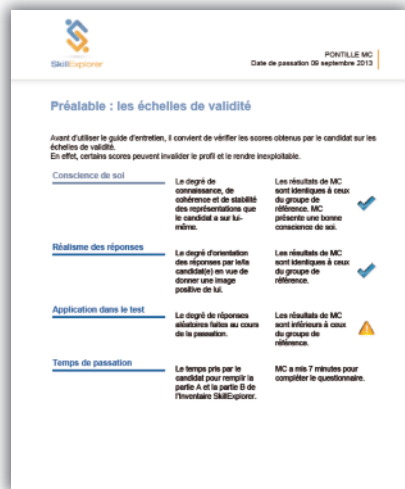 SkillExplorer
PONTILLE MC
Date de passation 09 septembre 2013
Préalable : les échelles de validité
Avant d'utiliser le guide d'entretien, il convient de vérifier les scores obtenus par le candidat sur les
échelles de validité.
En effet, certains scores peuvent invalider le profil et le rendre inexploitable.
Conscience de soi
Le degré de
connaissance, de
cohérence et de stabilité
des représentations que
le candidat a sur lui-
même.
Les résultats de MC
sont identiques à ceux
du groupe de
référence. MC
présente une bonne
conscience de soi.
Réalisme des réponses
Le degré d'orientation
des réponses par le/la
candidat(e) en vue de
donner une image
positive de lui.
Les résultats de MC
sont identiques à ceux
du groupe de
référence.
Application dans le test
Le degré de réponses
aléatoires faites au cours
de la passation.
Les résultats de MC
sont inférieurs à ceux
du groupe de
référence.
Temps de passation
Le temps pris par le
candidat pour remplir la
partie A et la partie B de
l'Inventaire SkillExplorer.
MC a mis 7 minutes pour
compléter le questionnaire.